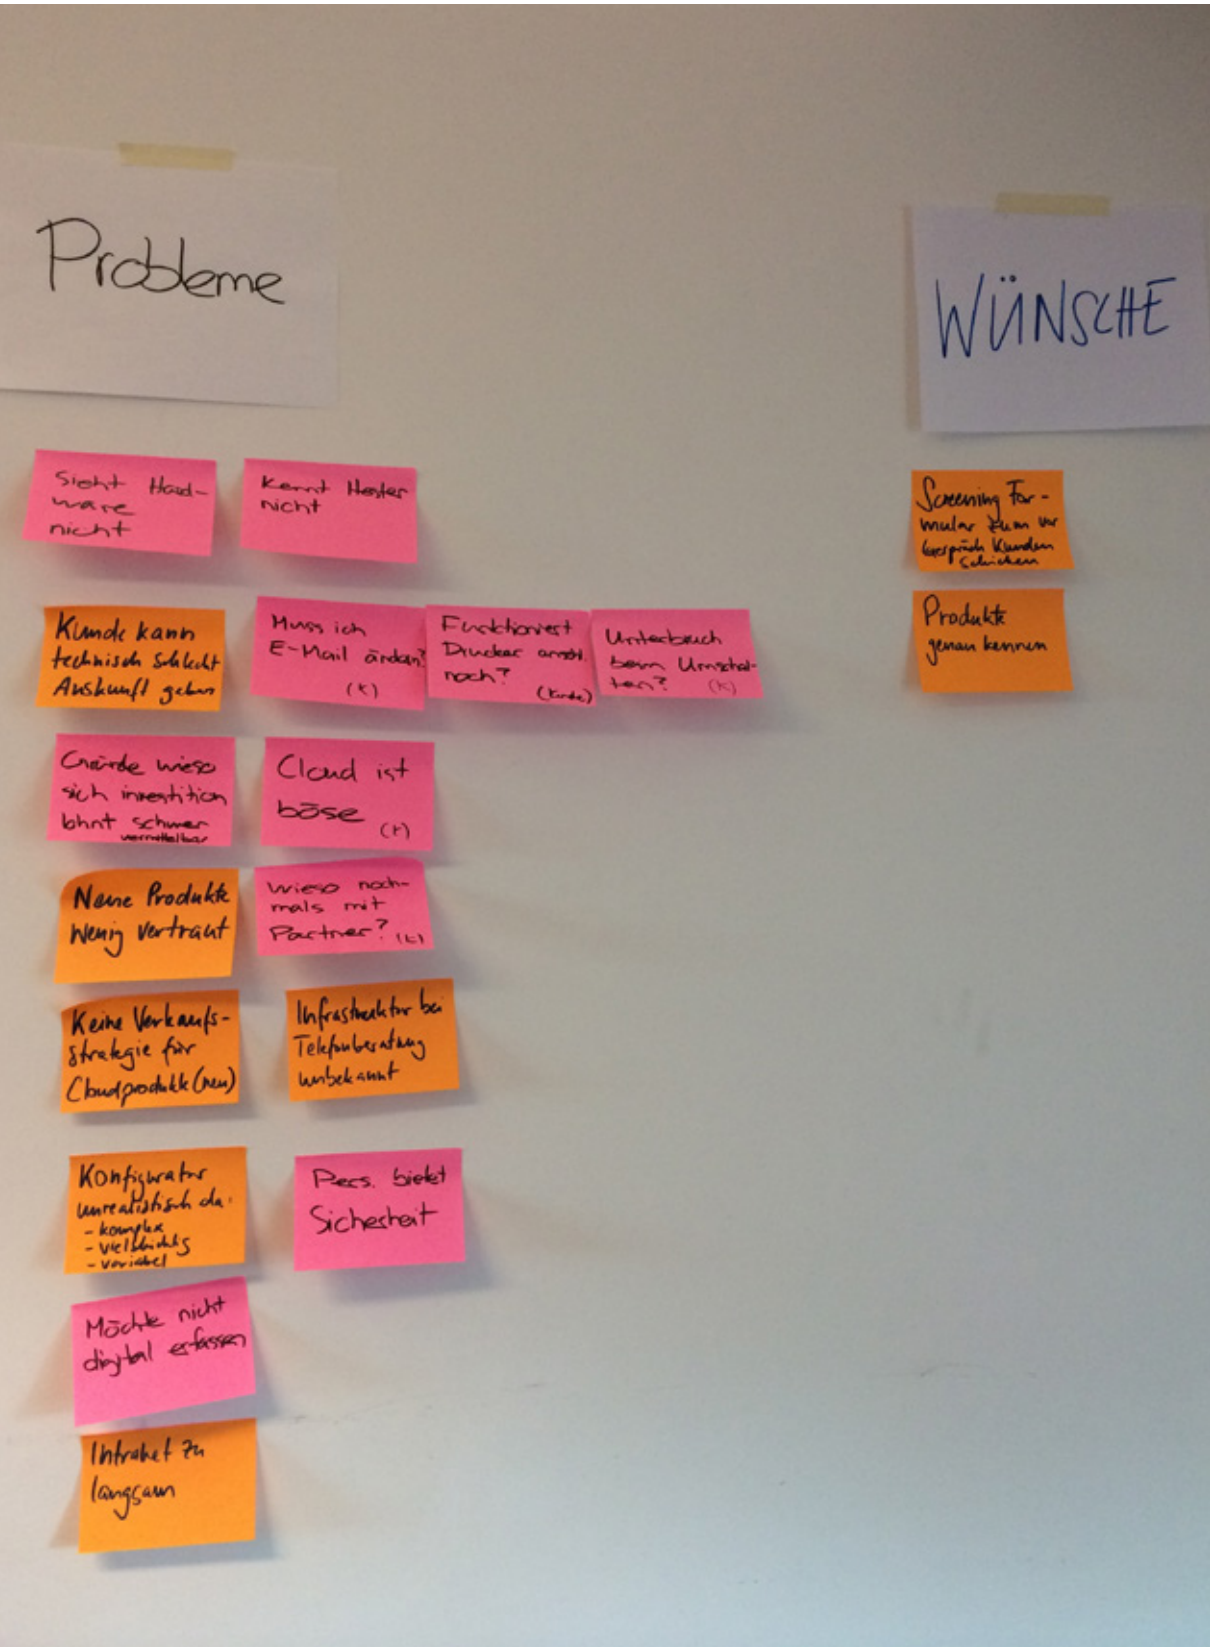 Probleme
WÜNSCHE
Sieht Hard-
ware
nicht
Kennt
nicht
Screening For-
mular zum vor
Gespräch Kunden
schicken
Kunde kann
technisch schlecht
Auskunft geben
Muss ich
E-Mail ändern?
(K)
Funktioniert
Drucker
noch?
(Kunde)
Unterbruch
beim Umschal-
ten? (K)
Produkte
genau kennen
Gründe wieso
sich investition
lohnt schwer
vermittelbar
Cloud ist
böse (K)
Neue Produkte
Wenig vertraut
Wieso noch-
mals mit
Partner? (K)
Keine Verkaufs-
strategie für
Cloudprodukte (neu)
Infrastruktur bei
Telefonberatung
unbekannt
Konfigurator
unrealistisch da:
- komplex
- vielschichtig
- variabel
Pers. bietet
Sicherheit
Möchte nicht
digital erfassen
Intranet zu
langsam